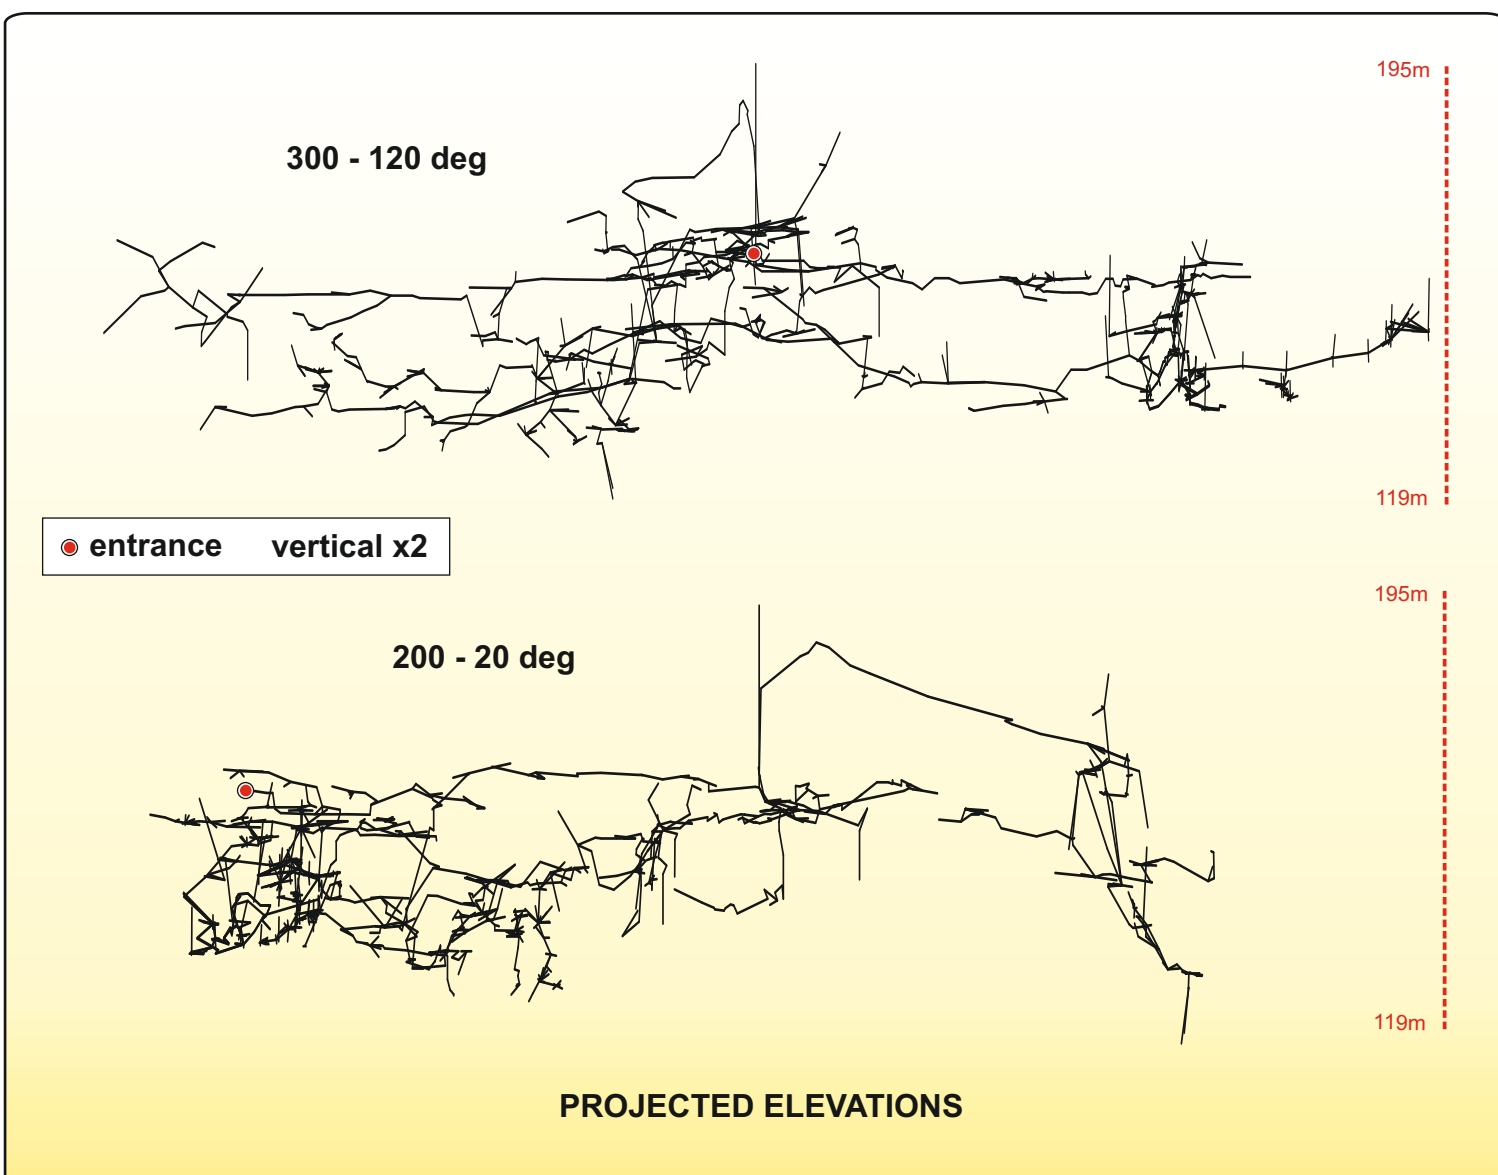 195m
300 - 120 deg
119m
entrance vertical x2
195m
200 - 20 deg
119m
PROJECTED ELEVATIONS